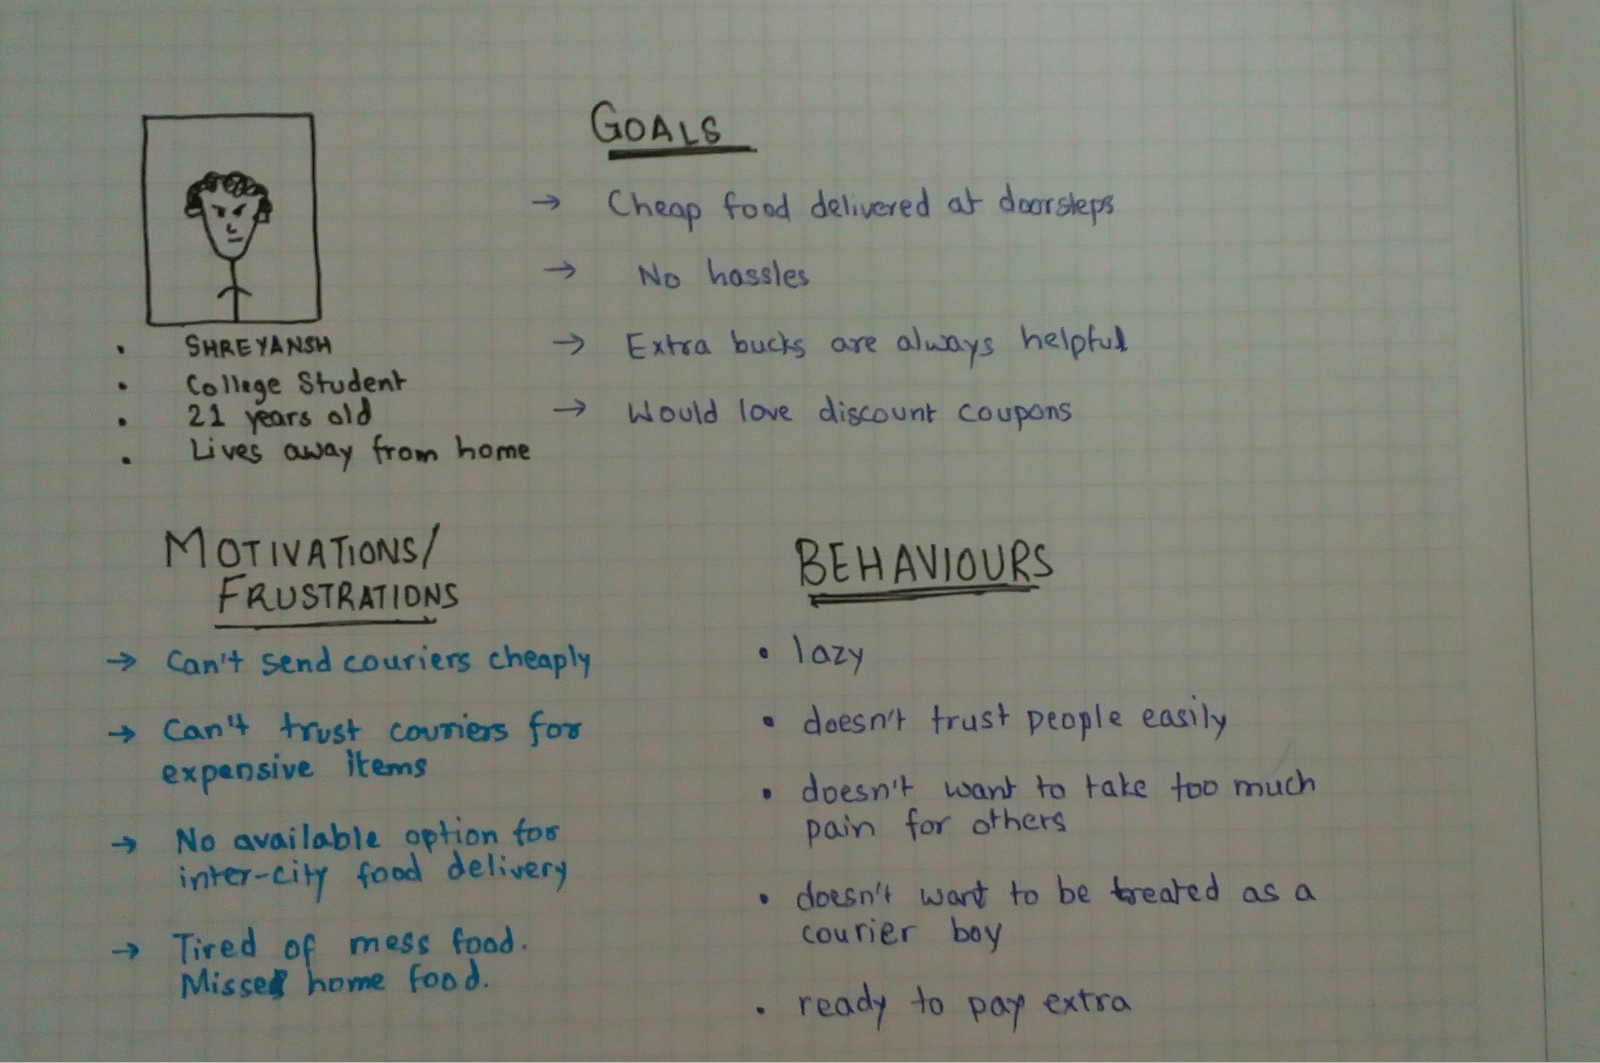 SHREYANSH
College Student
21 years old
Lives away from home
GOALS
→ Cheap food delivered at doorsteps
→ No hassles
→ Extra bucks are always helpful
→ Would love discount coupons
MOTIVATIONS/
FRUSTRATIONS
→ Can't send couriers cheaply
→ Can't trust couriers for
expensive items
→ No available option for
inter-city food delivery
→ Tired of mess food.
Misses home food.
BEHAVIOURS
• lazy
• doesn't trust people easily
• doesn't want to take too much
pain for others
• doesn't want to be treated as a
courier boy
• ready to pay extra